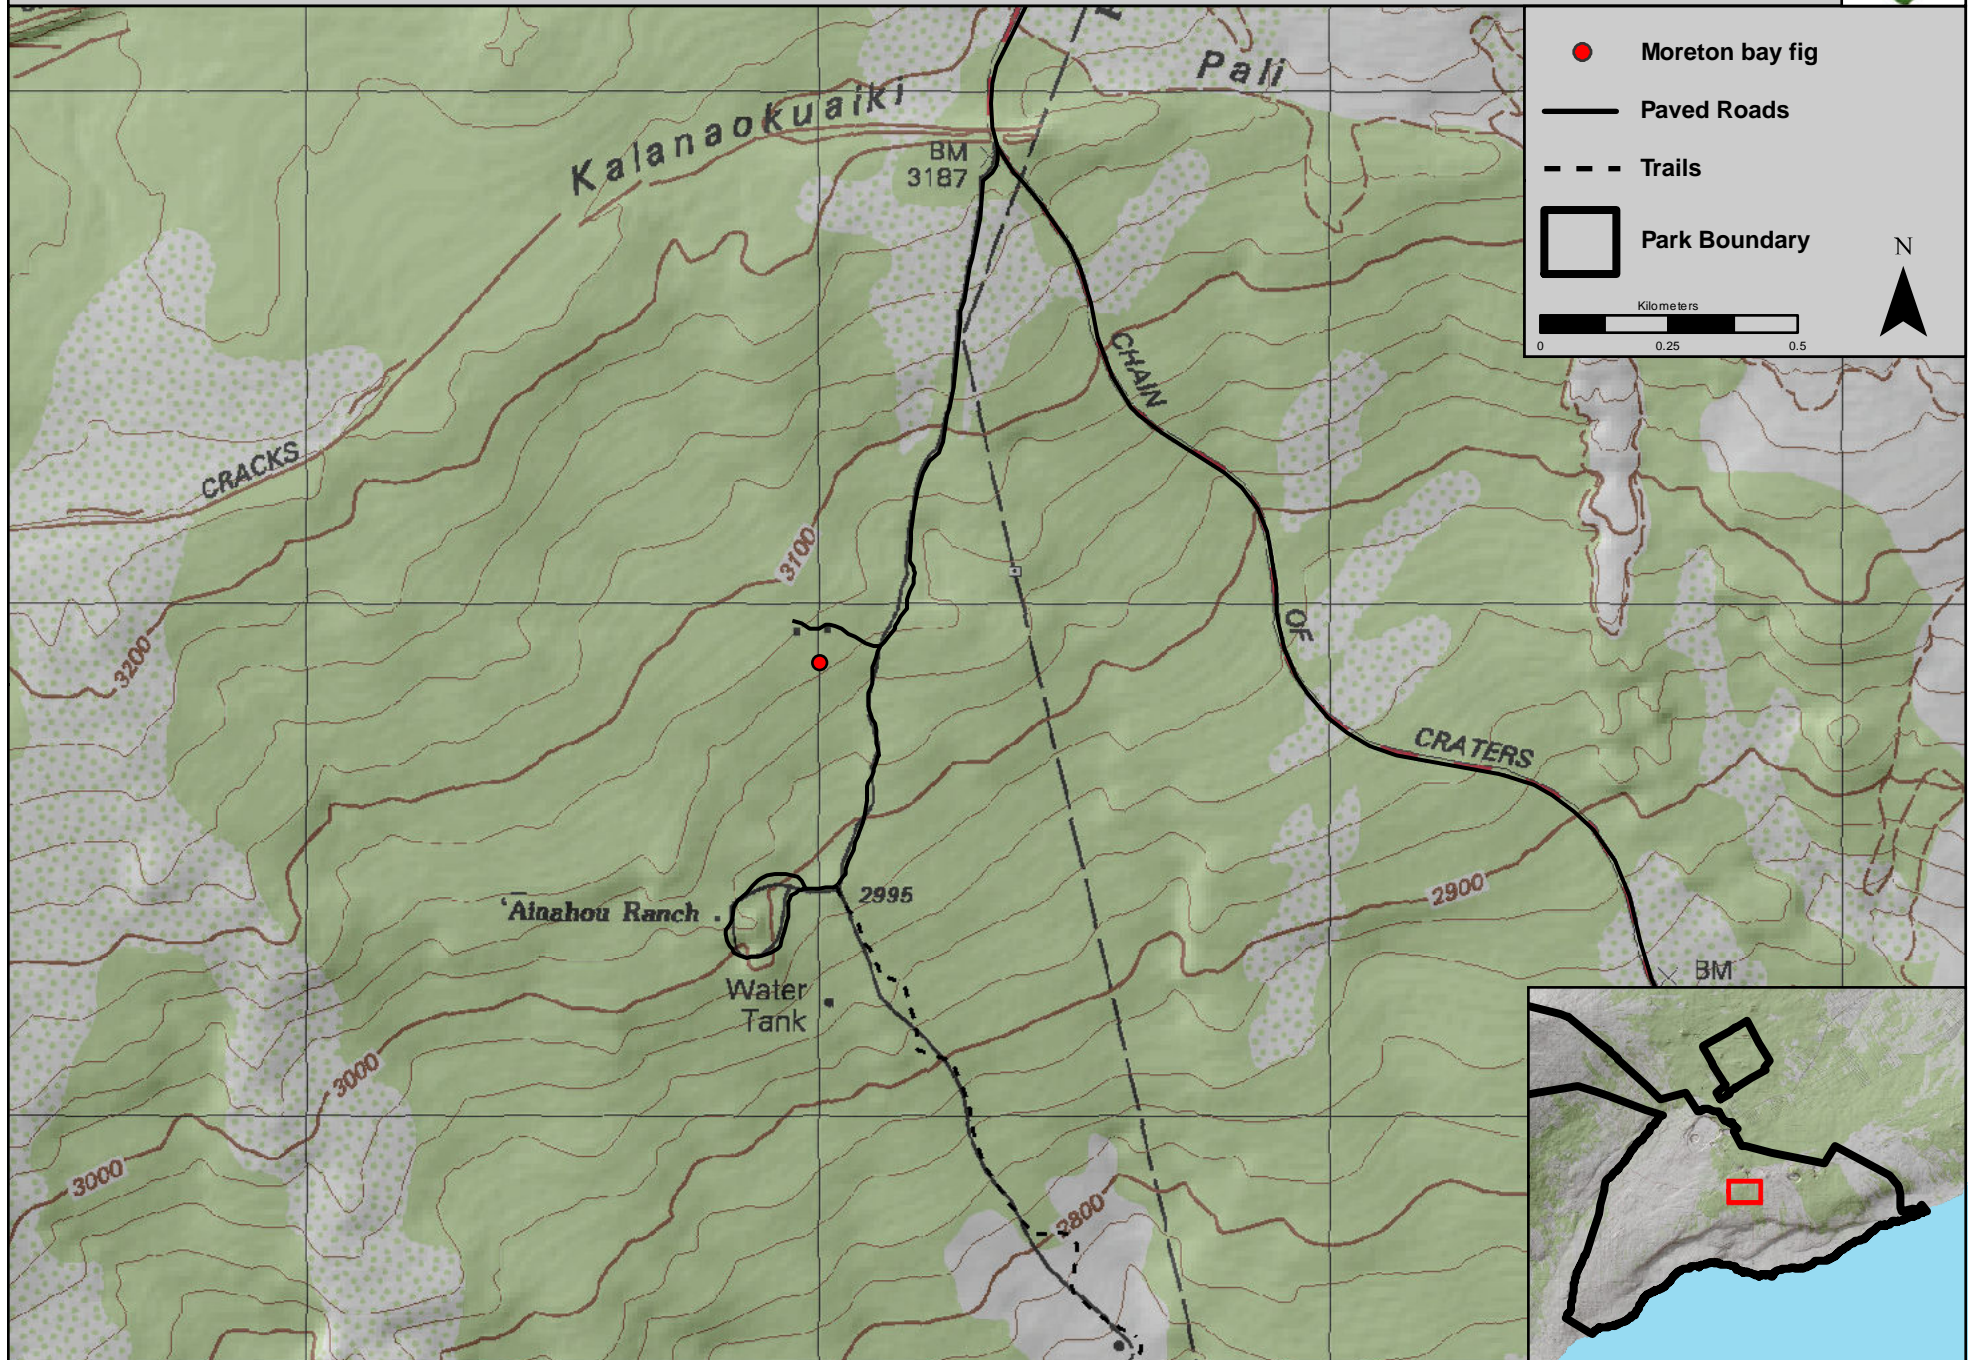 Moreton bay fig
Paved Roads
Trails
Park Boundary
N
Kilometers
0 0.25 0.5
Pali
Kalanaokuaiki
BM
3187
CHAIN
OF
CRATERS
CRACKS
3100
3200
2995
2900
ʻĀinahou Ranch
BM
Water
Tank
3000
3000
2800